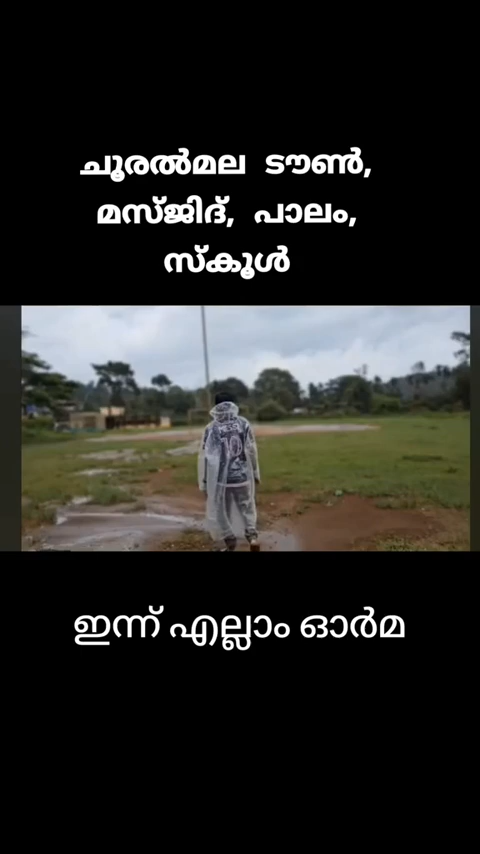 ചൂരൽമല ടൗൺ,
മസ്ജിദ്, പാലം,
സ്കൂൾ
ഇന്ന് എല്ലാം ഓർമ